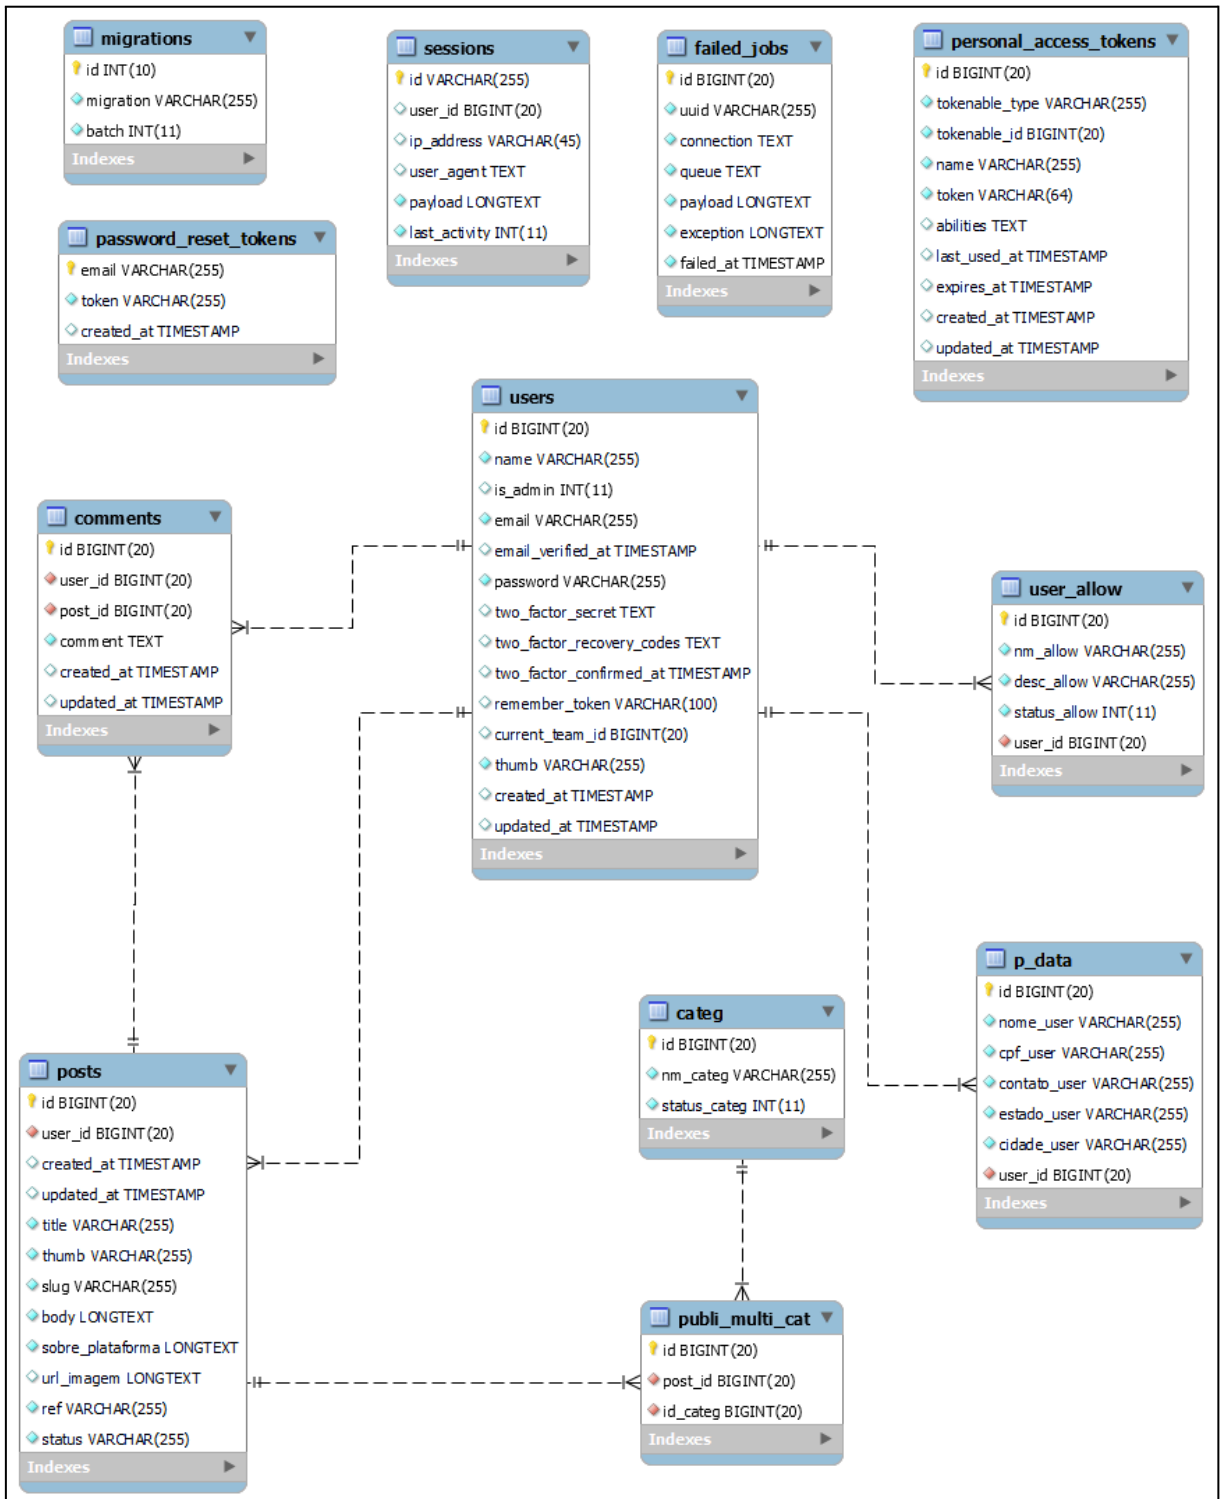 migrations
id INT(10)
migration VARCHAR(255)
batch INT(11)
Indexes
sessions
id VARCHAR(255)
user_id BIGINT(20)
ip_address VARCHAR(45)
user_agent TEXT
payload LONGTEXT
last_activity INT(11)
Indexes
failed_jobs
id BIGINT(20)
uuid VARCHAR(255)
connection TEXT
queue TEXT
payload LONGTEXT
exception LONGTEXT
failed_at TIMESTAMP
Indexes
personal_access_tokens
id BIGINT(20)
tokenable_type VARCHAR(255)
tokenable_id BIGINT(20)
name VARCHAR(255)
token VARCHAR(64)
abilities TEXT
last_used_at TIMESTAMP
expires_at TIMESTAMP
created_at TIMESTAMP
updated_at TIMESTAMP
Indexes
password_reset_tokens
email VARCHAR(255)
token VARCHAR(255)
created_at TIMESTAMP
Indexes
users
id BIGINT(20)
name VARCHAR(255)
is_admin INT(11)
email VARCHAR(255)
email_verified_at TIMESTAMP
password VARCHAR(255)
two_factor_secret TEXT
two_factor_recovery_codes TEXT
two_factor_confirmed_at TIMESTAMP
remember_token VARCHAR(100)
current_team_id BIGINT(20)
thumb VARCHAR(255)
created_at TIMESTAMP
updated_at TIMESTAMP
Indexes
comments
id BIGINT(20)
user_id BIGINT(20)
post_id BIGINT(20)
comment TEXT
created_at TIMESTAMP
updated_at TIMESTAMP
Indexes
user_allow
id BIGINT(20)
nm_allow VARCHAR(255)
desc_allow VARCHAR(255)
status_allow INT(11)
user_id BIGINT(20)
Indexes
p_data
id BIGINT(20)
nome_user VARCHAR(255)
cpf_user VARCHAR(255)
contato_user VARCHAR(255)
estado_user VARCHAR(255)
cidade_user VARCHAR(255)
user_id BIGINT(20)
Indexes
categ
id BIGINT(20)
nm_categ VARCHAR(255)
status_categ INT(11)
Indexes
posts
id BIGINT(20)
user_id BIGINT(20)
created_at TIMESTAMP
updated_at TIMESTAMP
title VARCHAR(255)
thumb VARCHAR(255)
slug VARCHAR(255)
body LONGTEXT
sobre_plataforma LONGTEXT
url_imagem LONGTEXT
ref VARCHAR(255)
status VARCHAR(255)
Indexes
publi_multi_cat
id BIGINT(20)
post_id BIGINT(20)
id_categ BIGINT(20)
Indexes